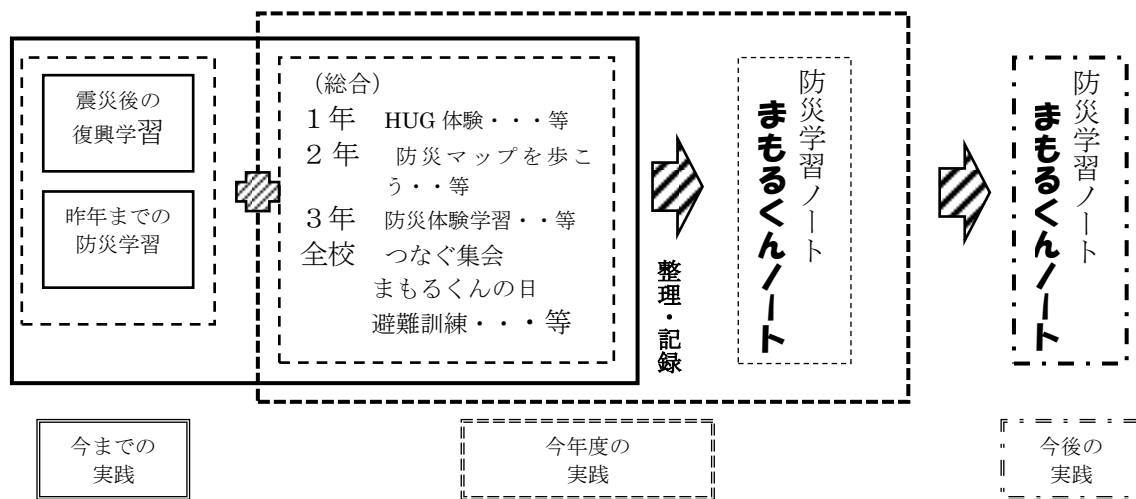 震災後の
復興学習
昨年までの
防災学習
（総合）
１年 HUG 体験・・・等
２年 防災マップを歩こ
う・・等
３年 防災体験学習・・等
全校 つなぐ集会
まもるくんの日
避難訓練・・・等
整理・記録
防災学習ノート
まもるくんノート
防災学習ノート
まもるくんノート
今までの
実践
今年度の
実践
今後の
実践